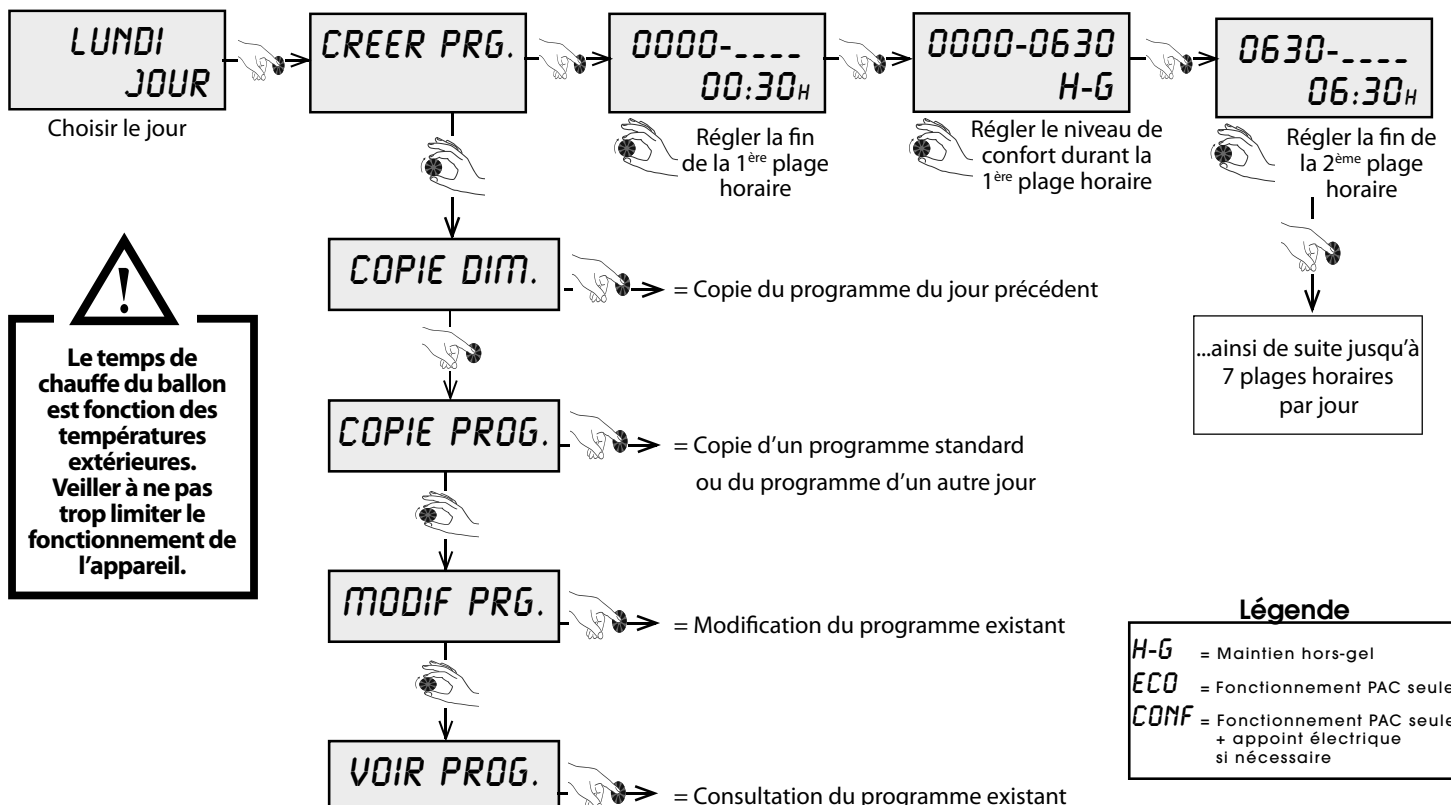 LUNDI
JOUR
Choisir le jour
CREER PRG.
0000-____
00:30H
Régler la fin
de la 1ère plage
horaire
0000-0630
H-G
Régler le niveau de
confort durant la
1ère plage horaire
0630-____
06:30H
Régler la fin de
la 2ème plage
horaire
...ainsi de suite jusqu'à
7 plages horaires
par jour
COPIE DIM.
= Copie du programme du jour précédent
COPIE PROG.
= Copie d'un programme standard
ou du programme d'un autre jour
MODIF PRG.
= Modification du programme existant
VOIR PROG.
= Consultation du programme existant
!
Le temps de
chauffe du ballon
est fonction des
températures
extérieures.
Veiller à ne pas
trop limiter le
fonctionnement de
l'appareil.
Légende
H-G = Maintien hors-gel
ECO = Fonctionnement PAC seule
CONF = Fonctionnement PAC seule
+ appoint électrique
si nécessaire